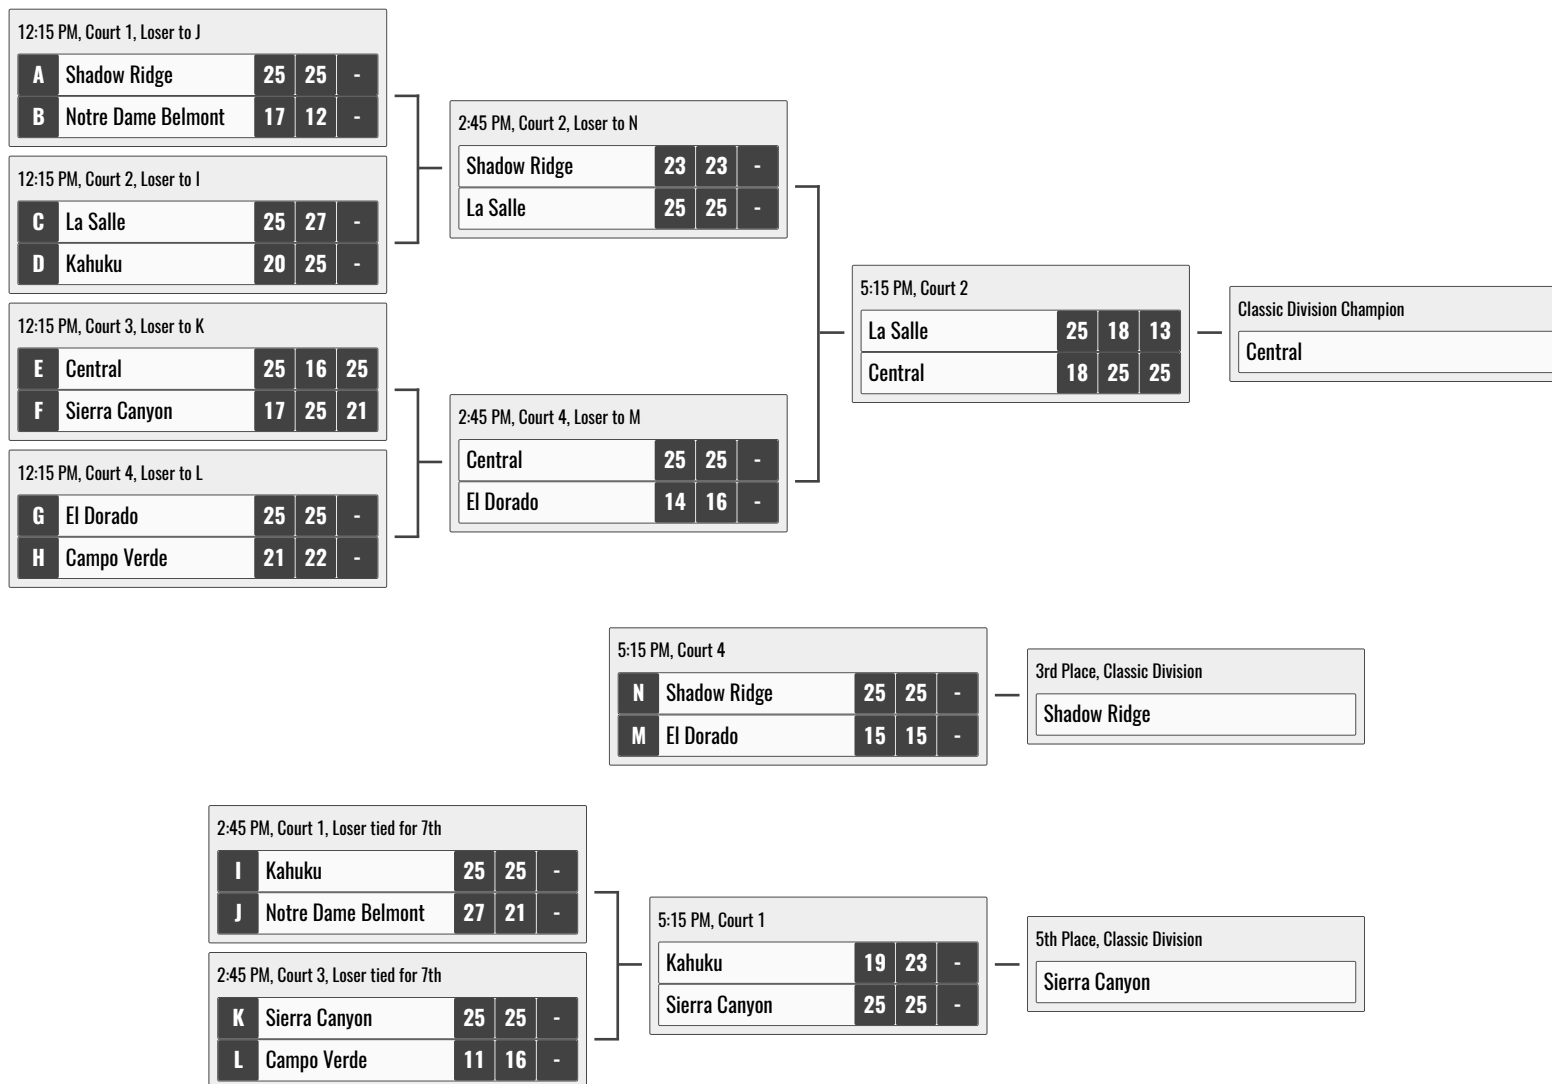 12:15 PM, Court 1, Loser to J
A Shadow Ridge 25 25 -
B Notre Dame Belmont 17 12 -
12:15 PM, Court 2, Loser to I
C La Salle 25 27 -
D Kahuku 20 25 -
12:15 PM, Court 3, Loser to K
E Central 25 16 25
F Sierra Canyon 17 25 21
12:15 PM, Court 4, Loser to L
G El Dorado 25 25 -
H Campo Verde 21 22 -
2:45 PM, Court 2, Loser to N
Shadow Ridge 23 23 -
La Salle 25 25 -
2:45 PM, Court 4, Loser to M
Central 25 25 -
El Dorado 14 16 -
5:15 PM, Court 2
La Salle 25 18 13
Central 18 25 25
Classic Division Champion
Central
5:15 PM, Court 4
N Shadow Ridge 25 25 -
M El Dorado 15 15 -
3rd Place, Classic Division
Shadow Ridge
2:45 PM, Court 1, Loser tied for 7th
I Kahuku 25 25 -
J Notre Dame Belmont 27 21 -
2:45 PM, Court 3, Loser tied for 7th
K Sierra Canyon 25 25 -
L Campo Verde 11 16 -
5:15 PM, Court 1
Kahuku 19 23 -
Sierra Canyon 25 25 -
5th Place, Classic Division
Sierra Canyon